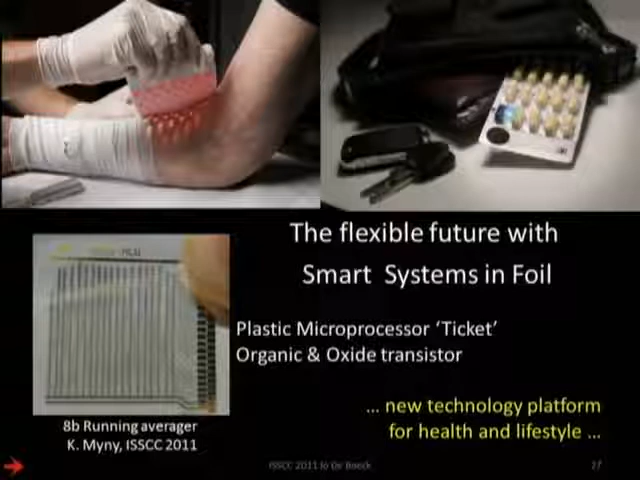 The flexible future with
Smart Systems in Foil
Plastic Microprocessor ‘Ticket’
Organic & Oxide transistor
8b Running averager
K. Myny, ISSCC 2011
... new technology platform
for health and lifestyle ...
ISSCC 2011 Jo De Boeck
27